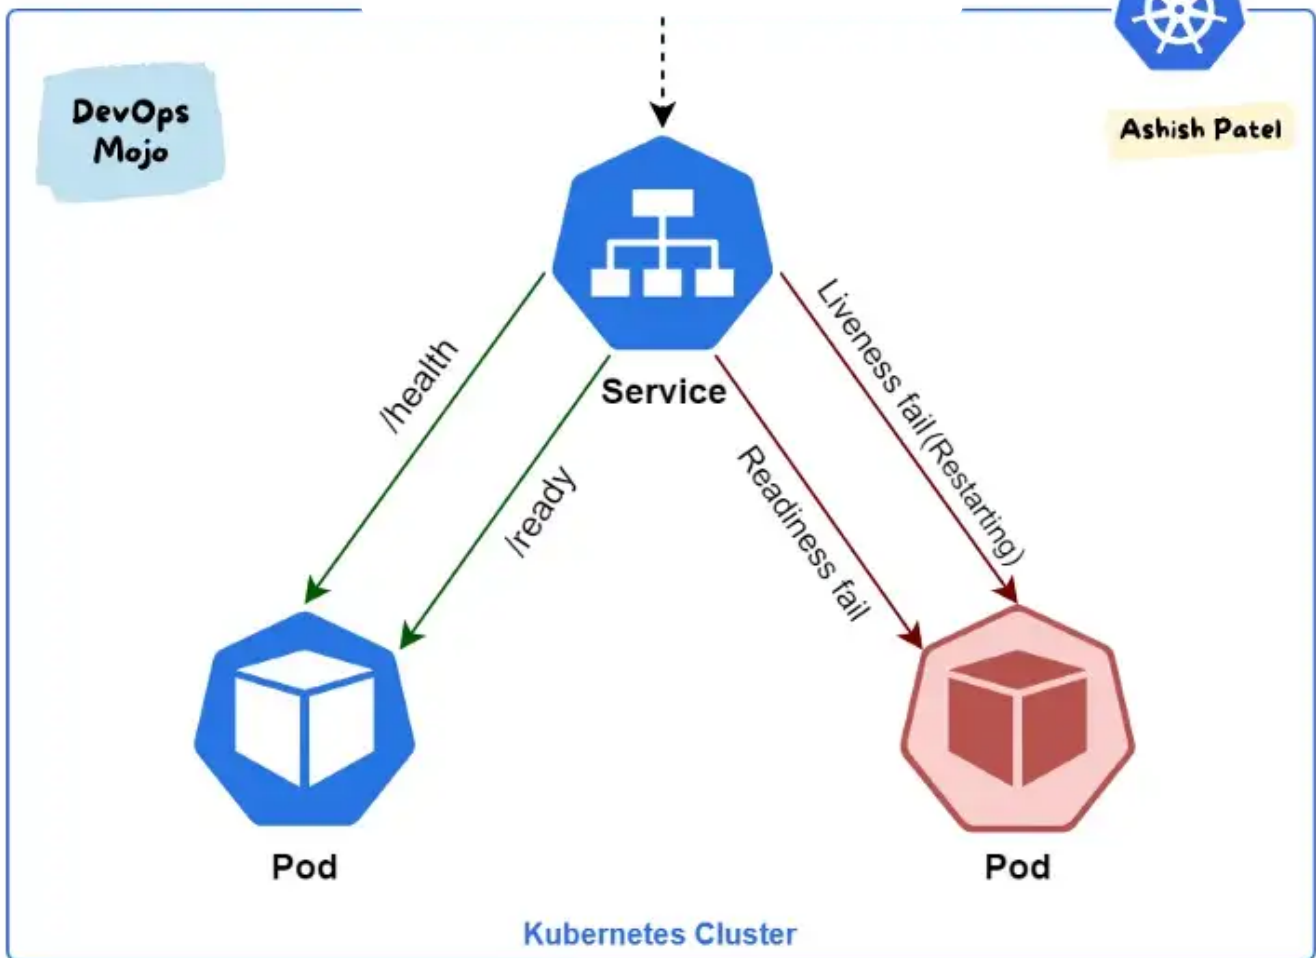 DevOps
Mojo
Ashish Patel
/health
/ready
Service
Liveness fail(Restarting)
Readiness fail
Pod
Pod
Kubernetes Cluster